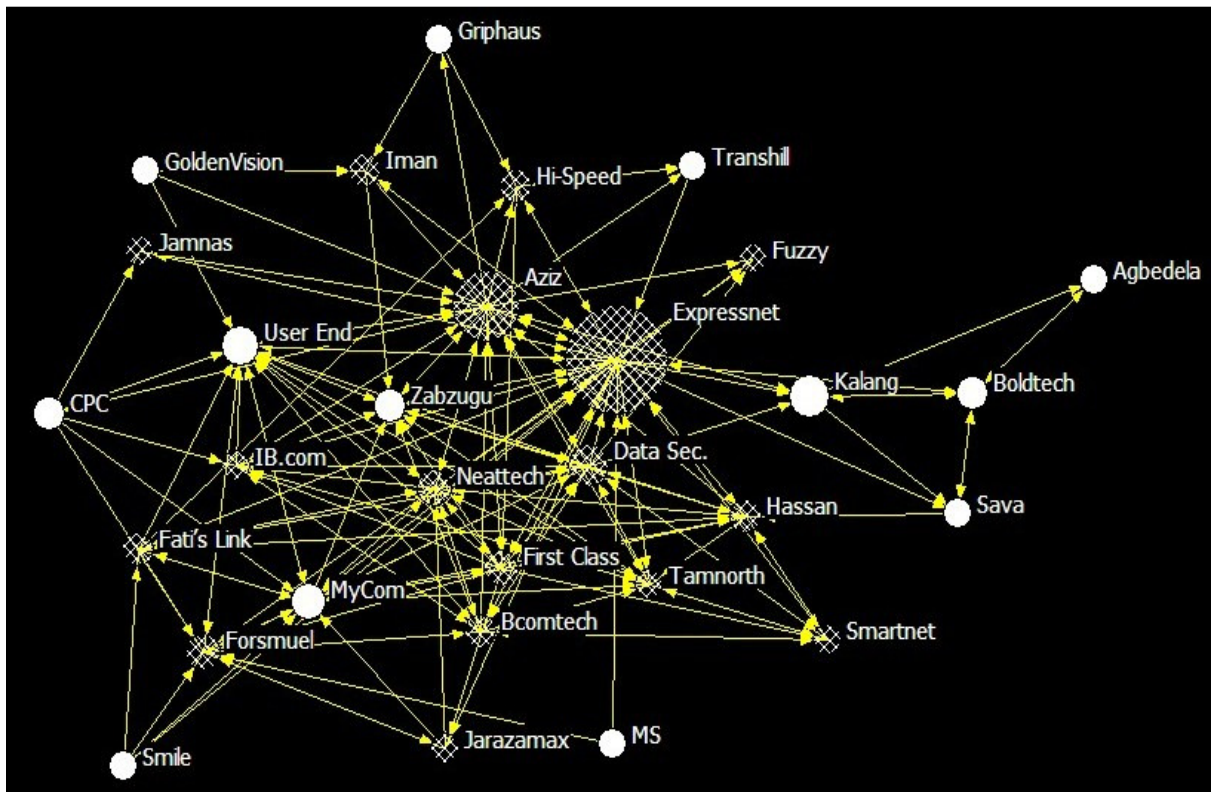 Griphaus
GoldenVision
Iman
Hi-Speed
Transhill
Jamnas
Aziz
Fuzzy
Agbedela
Expressnet
User End
Zabzugu
Kalang
Boldtech
CPC
IB.com
Neattech
Data Sec.
Hassan
Sava
Fati's Link
First Class
Tamnorth
MyCom
Bcomtech
Smartnet
Forsmuel
Jarazamax
MS
Smile